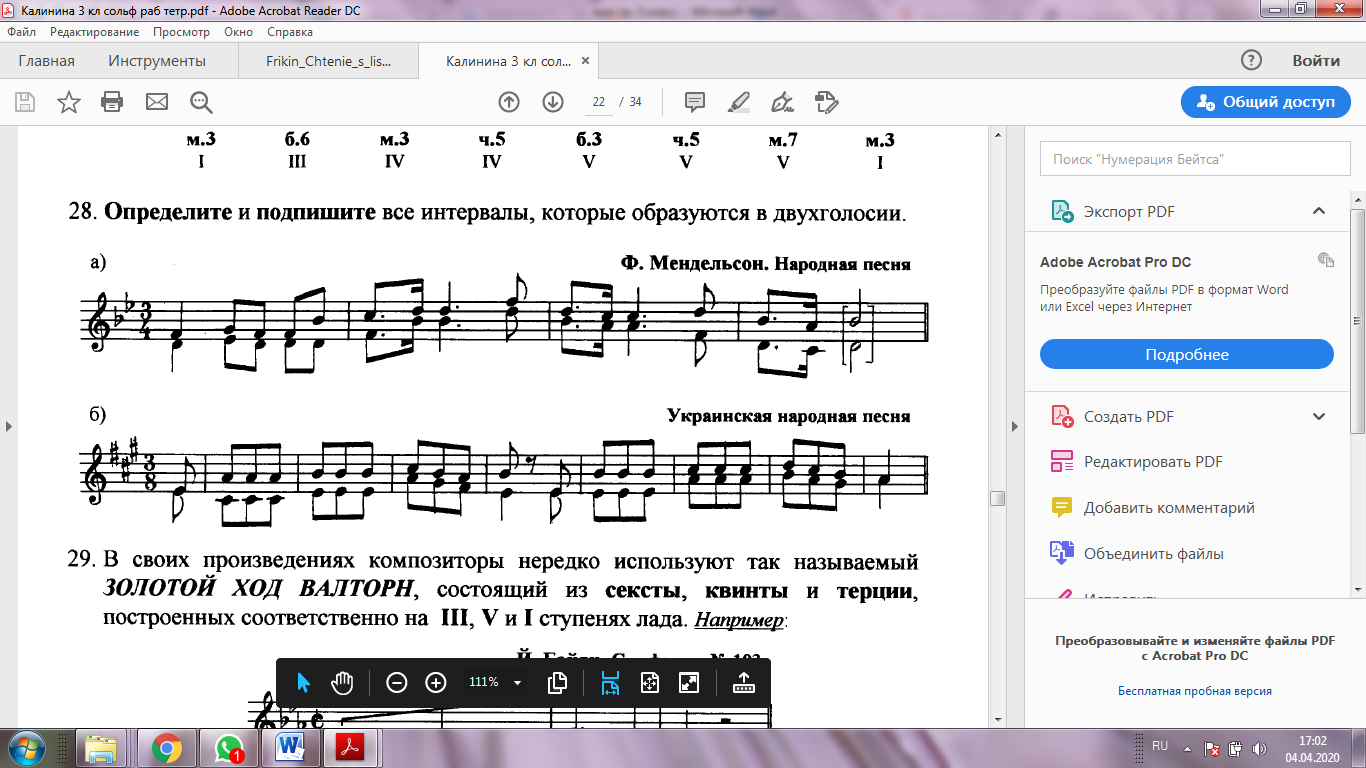 Калинина 3 кл сольф раб тетр.pdf - Adobe Acrobat Reader DC
Файл Редактирование Просмотр Окно Справка
Главная Инструменты Frikin_Chtenie_s_lis... Калинина 3 кл сол... × Войти
22 / 34 Общий доступ
м.3 б.6 м.3 ч.5 б.3 ч.5 м.7 м.3
I III IV IV V V V I
28. Определите и подпишите все интервалы, которые образуются в двухголосии.
а) Ф. Мендельсон. Народная песня
3
4
б) Украинская народная песня
3
8
29. В своих произведениях композиторы нередко используют так называемый
ЗОЛОТОЙ ХОД ВАЛТОРН, состоящий из сексты, квинты и терции,
построенных соответственно на III, V и I ступенях лада. Например:
111%
Поиск "Нумерация Бейтса"
Экспорт PDF
Adobe Acrobat Pro DC
Преобразуйте файлы PDF в формат Word
или Excel через Интернет
Подробнее
Создать PDF
Редактировать PDF
Добавить комментарий
Объединить файлы
Преобразовывайте и изменяйте файлы PDF
с Acrobat Pro DC
Бесплатная пробная версия
1
RU
17:02
04.04.2020